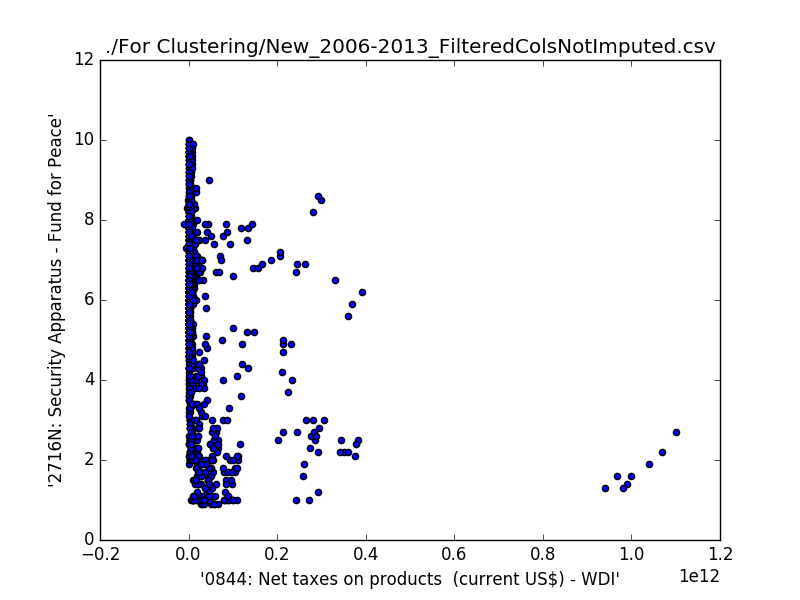 ./For Clustering/New_2006-2013_FilteredColsNotImputed.csv
12
10
8
6
4
2
0
'2716N: Security Apparatus - Fund for Peace'
−0.2 0.0 0.2 0.4 0.6 0.8 1.0 1.2
1e12
'0844: Net taxes on products  (current US$) - WDI'